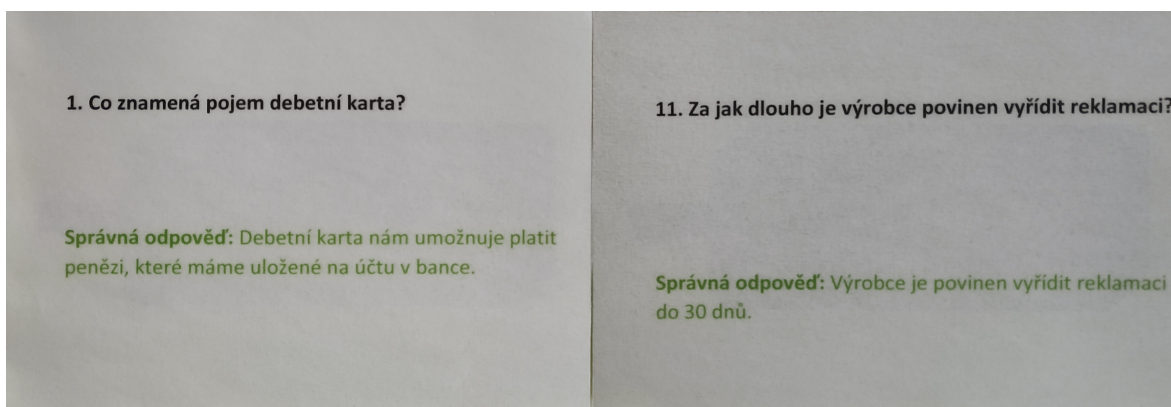 1. Co znamená pojem debetní karta?
Správná odpověď: Debetní karta nám umožnuje platit
penězi, které máme uložené na účtu v bance.
11. Za jak dlouho je výrobce povinen vyřídit reklamaci?
Správná odpověď: Výrobce je povinen vyřídit reklamaci
do 30 dnů.